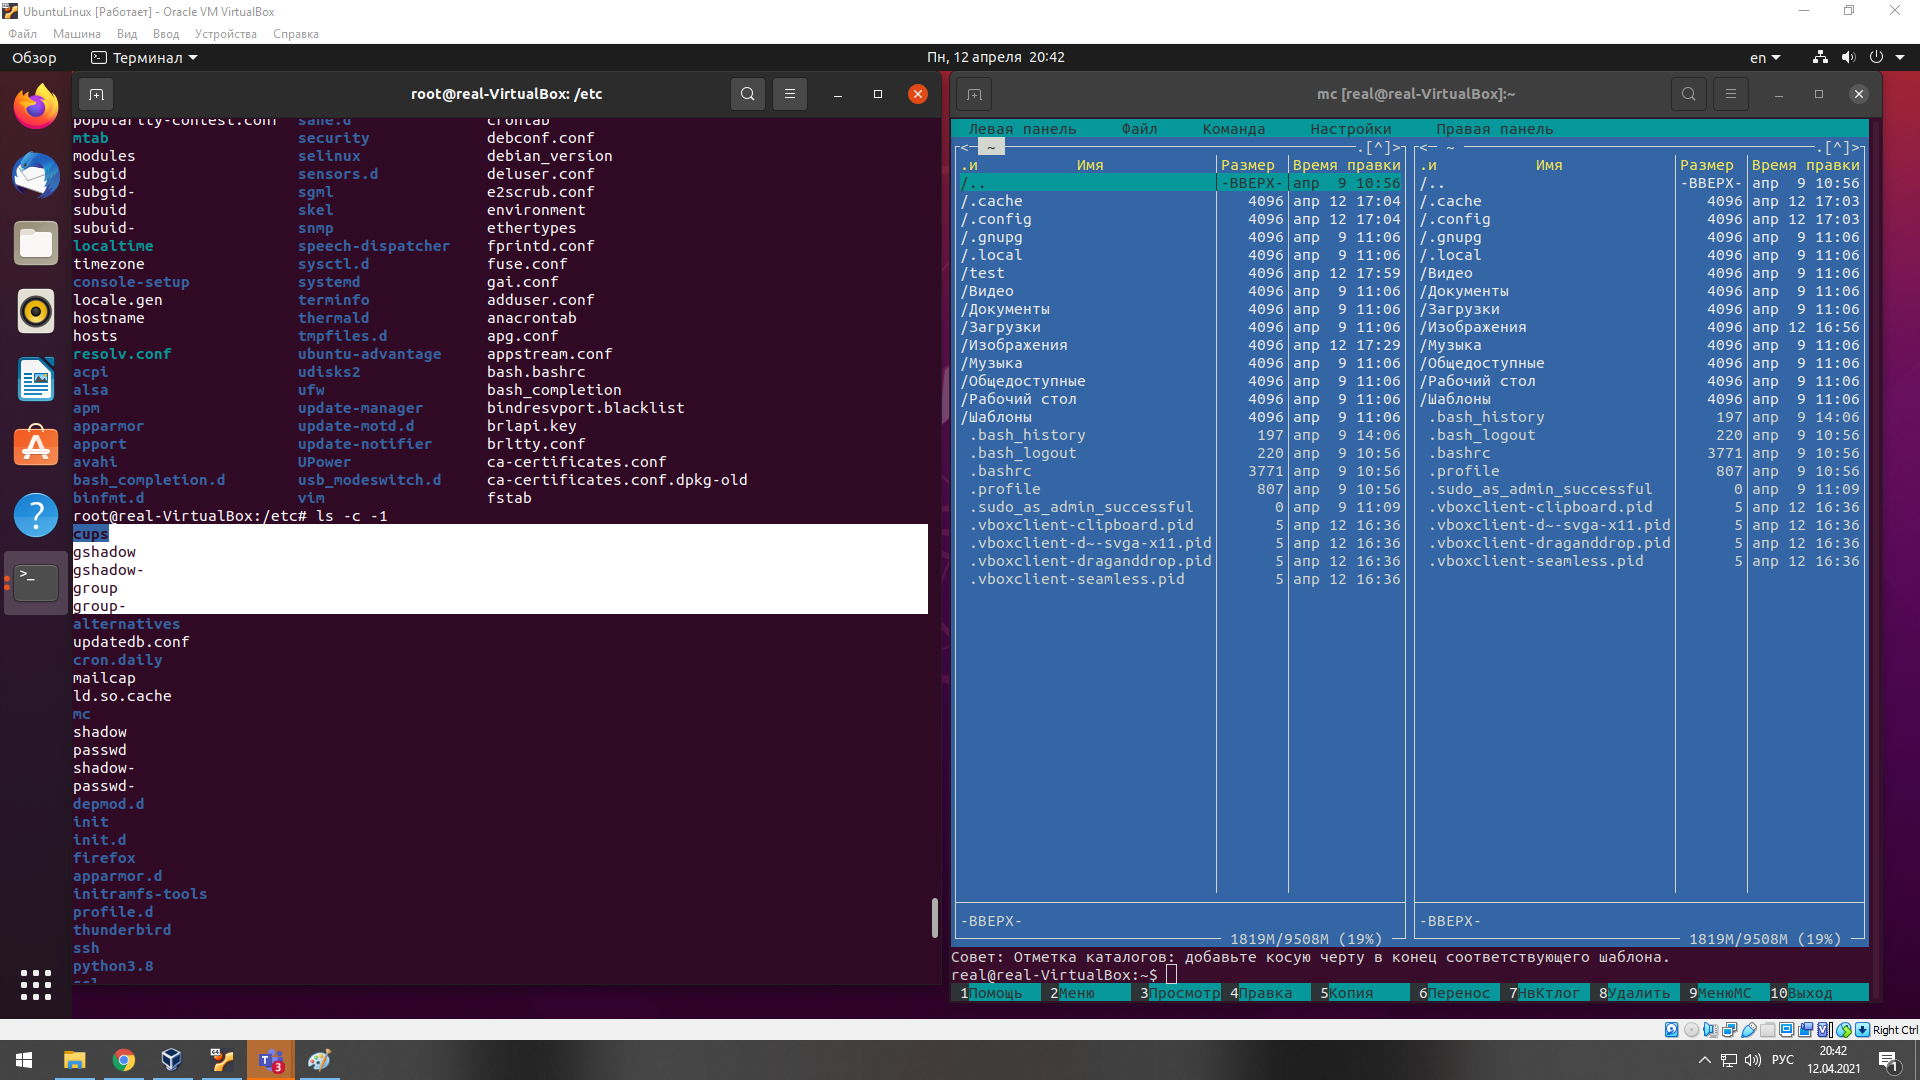 UbuntuLinux [Работает] - Oracle VM VirtualBox
Файл Машина Вид Ввод Устройства Справка
Обзор Терминал Пн, 12 апреля 20:42 en
root@real-VirtualBox: /etc
popularity-contest.conf sane.d crontab
mtab security debconf.conf
modules selinux debian_version
subgid sensors.d deluser.conf
subgid- sgml e2scrub.conf
subuid skel environment
subuid- snmp ethertypes
localtime speech-dispatcher fprintd.conf
timezone sysctl.d fuse.conf
console-setup systemd gai.conf
locale.gen terminfo adduser.conf
hostname thermald anacrontab
hosts tmpfiles.d apg.conf
resolv.conf ubuntu-advantage appstream.conf
acpi udisks2 bash.bashrc
alsa ufw bash_completion
apm update-manager bindresvport.blacklist
apparmor update-motd.d brlapi.key
apport update-notifier brltty.conf
avahi UPower ca-certificates.conf
bash_completion.d usb_modeswitch.d ca-certificates.conf.dpkg-old
binfmt.d vim fstab
root@real-VirtualBox:/etc# ls -c -1
cups
gshadow
gshadow-
group
group-
alternatives
updatedb.conf
cron.daily
mailcap
ld.so.cache
mc
shadow
passwd
shadow-
passwd-
depmod.d
init
init.d
firefox
apparmor.d
initramfs-tools
profile.d
thunderbird
ssh
python3.8
mc [real@real-VirtualBox]:~
Левая панель Файл Команда Настройки Правая панель
<─ ~ .[^]>
.и Имя Размер Время правки
/.. -ВВЕРХ- апр 9 10:56
/.cache 4096 апр 12 17:04
/.config 4096 апр 12 17:04
/.gnupg 4096 апр 9 11:06
/.local 4096 апр 9 11:06
/test 4096 апр 12 17:59
/Видео 4096 апр 9 11:06
/Документы 4096 апр 9 11:06
/Загрузки 4096 апр 9 11:06
/Изображения 4096 апр 12 17:29
/Музыка 4096 апр 9 11:06
/Общедоступные 4096 апр 9 11:06
/Рабочий стол 4096 апр 9 11:06
/Шаблоны 4096 апр 9 11:06
.bash_history 197 апр 9 14:06
.bash_logout 220 апр 9 10:56
.bashrc 3771 апр 9 10:56
.profile 807 апр 9 10:56
.sudo_as_admin_successful 0 апр 9 11:09
.vboxclient-clipboard.pid 5 апр 12 16:36
.vboxclient-d~-svga-x11.pid 5 апр 12 16:36
.vboxclient-draganddrop.pid 5 апр 12 16:36
.vboxclient-seamless.pid 5 апр 12 16:36
-ВВЕРХ-
1819M/9508M (19%)
<─ ~ .[^]>
.и Имя Размер Время правки
/.. -ВВЕРХ- апр 9 10:56
/.cache 4096 апр 12 17:03
/.config 4096 апр 12 17:03
/.gnupg 4096 апр 9 11:06
/.local 4096 апр 9 11:06
/Видео 4096 апр 9 11:06
/Документы 4096 апр 9 11:06
/Загрузки 4096 апр 9 11:06
/Изображения 4096 апр 12 16:56
/Музыка 4096 апр 9 11:06
/Общедоступные 4096 апр 9 11:06
/Рабочий стол 4096 апр 9 11:06
/Шаблоны 4096 апр 9 11:06
.bash_history 197 апр 9 14:06
.bash_logout 220 апр 9 10:56
.bashrc 3771 апр 9 10:56
.profile 807 апр 9 10:56
.sudo_as_admin_successful 0 апр 9 11:09
.vboxclient-clipboard.pid 5 апр 12 16:36
.vboxclient-d~-svga-x11.pid 5 апр 12 16:36
.vboxclient-draganddrop.pid 5 апр 12 16:36
.vboxclient-seamless.pid 5 апр 12 16:36
-ВВЕРХ-
1819M/9508M (19%)
Совет: Отметка каталогов: добавьте косую черту в конец соответствующего шаблона.
real@real-VirtualBox:~$
1Помощь 2Меню 3Просмотр 4Правка 5Копия 6Перенос 7НвКтлог 8Удалить 9МенюMC 10Выход
Right Ctrl
РУС 20:42
12.04.2021